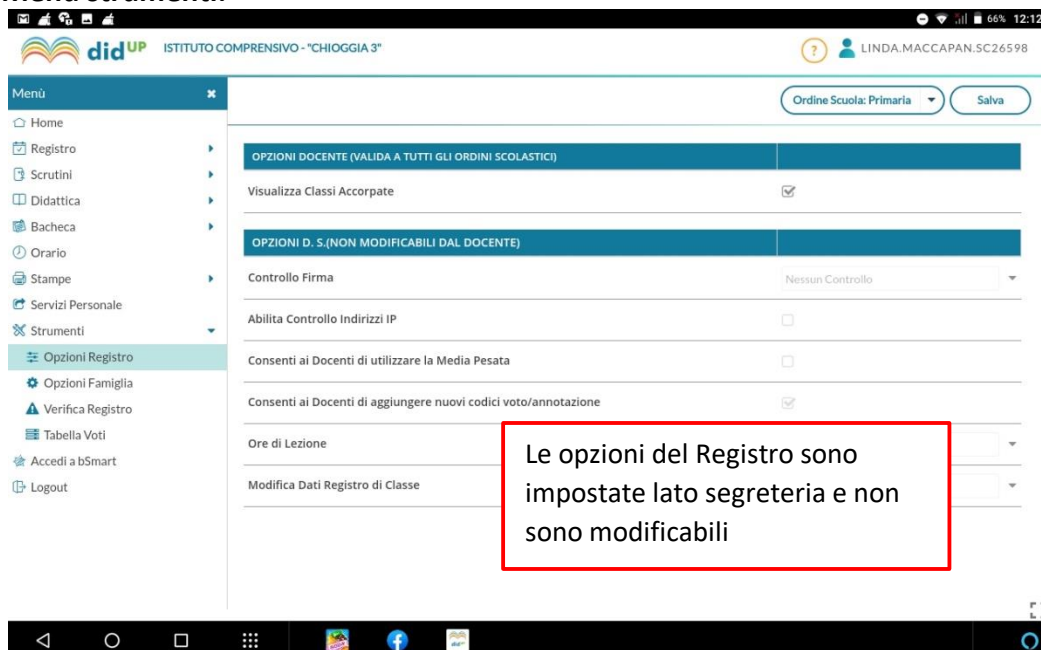 Menù strumenti.
66% 12:12
didUP ISTITUTO COMPRENSIVO - "CHIOGGIA 3" ? LINDA.MACCAPAN.SC26598
Menù
Ordine Scuola: Primaria Salva
Home
Registro
Scrutini
Didattica
Bacheca
Orario
Stampe
Servizi Personale
Strumenti
Opzioni Registro
Opzioni Famiglia
Verifica Registro
Tabella Voti
Accedi a bSmart
Logout
OPZIONI DOCENTE (VALIDA A TUTTI GLI ORDINI SCOLASTICI)
Visualizza Classi Accorpate
OPZIONI D. S.(NON MODIFICABILI DAL DOCENTE)
Controllo Firma Nessun Controllo
Abilita Controllo Indirizzi IP
Consenti ai Docenti di utilizzare la Media Pesata
Consenti ai Docenti di aggiungere nuovi codici voto/annotazione
Ore di Lezione
Modifica Dati Registro di Classe
Le opzioni del Registro sono
impostate lato segreteria e non
sono modificabili